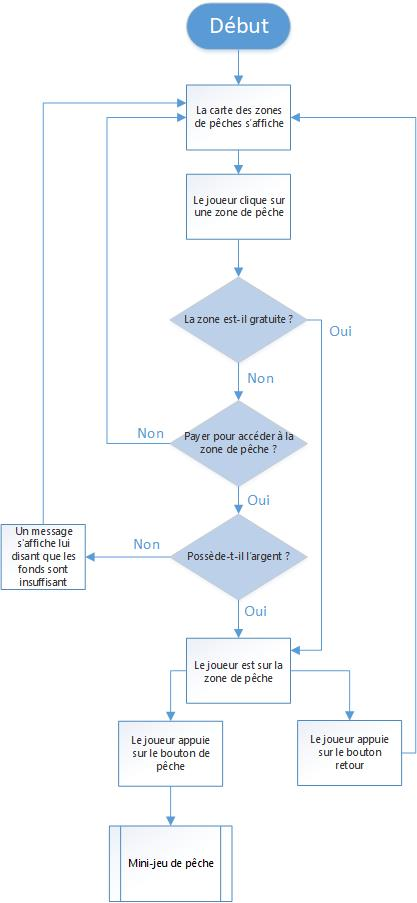 Début
La carte des zones
de pêches s'affiche
Le joueur clique sur
une zone de pêche
La zone est-il gratuite ?
Oui
Non
Payer pour accéder à la
zone de pêche ?
Non
Oui
Possède-t-il l'argent ?
Non
Un message
s'affiche lui
disant que les
fonds sont
insuffisant
Oui
Le joueur est sur la
zone de pêche
Le joueur appuie
sur le bouton de
pêche
Le joueur appuie
sur le bouton
retour
Mini-jeu de pêche